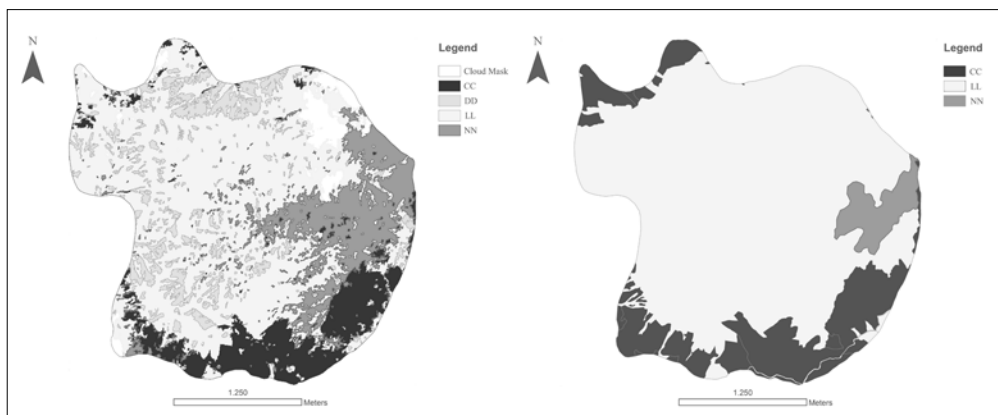 N
Legend
Cloud Mask
CC
DD
LL
NN
1.250
Meters
N
Legend
CC
LL
NN
1.250
Meters